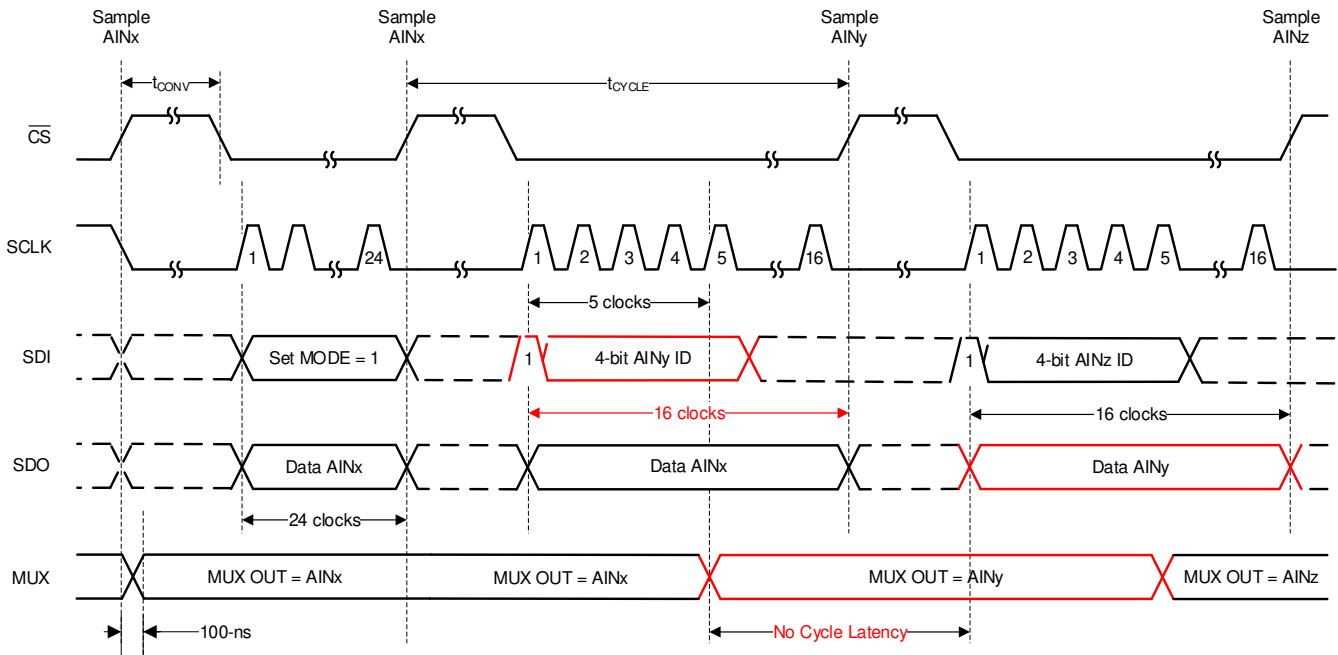 Sample
AINx
Sample
AINx
Sample
AINy
Sample
AINz
tCONV
tCYCLE
CS
SCLK
1
24
1
2
3
4
5
16
1
2
3
4
5
16
5 clocks
SDI
Set MODE = 1
1
4-bit AINy ID
1
4-bit AINz ID
16 clocks
16 clocks
SDO
Data AINx
Data AINx
Data AINy
24 clocks
MUX
MUX OUT = AINx
MUX OUT = AINx
MUX OUT = AINy
MUX OUT = AINz
100-ns
No Cycle Latency